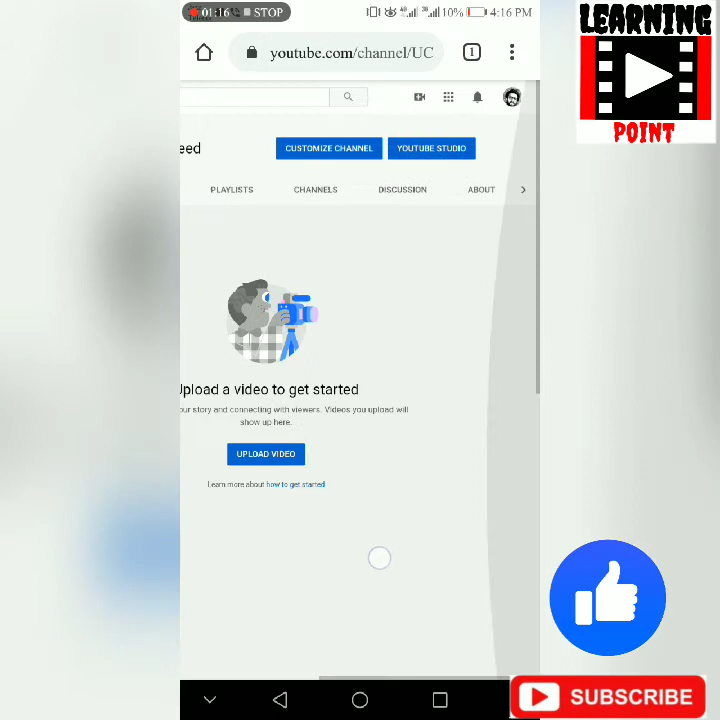 01:16 STOP 10% 4:16 PM
LEARNING
POINT
youtube.com/channel/UC 1
eed CUSTOMIZE CHANNEL YOUTUBE STUDIO
PLAYLISTS CHANNELS DISCUSSION ABOUT
Upload a video to get started
our story and connecting with viewers. Videos you upload will
show up here.
UPLOAD VIDEO
Learn more about how to get started
SUBSCRIBE